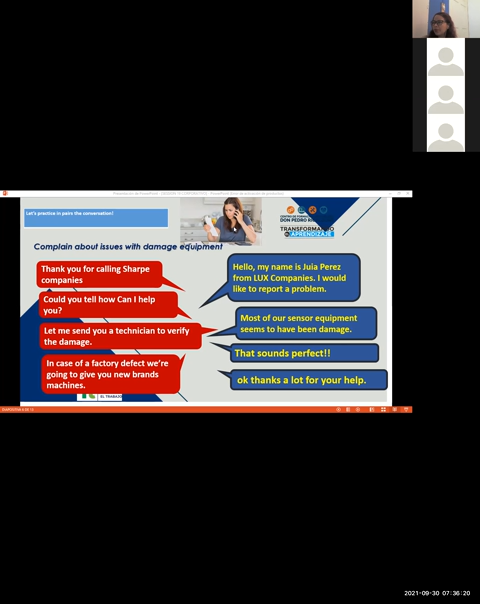 Let's practice in pairs the conversation!
DON PEDRO
TRANSFORMANDO
APRENDIZAJE
Complain about issues with damage equipment
Thank you for calling Sharpe
companies
Hello, my name is Juia Perez
from LUX Companies. I would
like to report a problem.
Could you tell how Can I help
you?
Most of our sensor equipment
seems to have been damage.
Let me send you a technician to verify
the damage.
That sounds perfect!!
In case of a factory defect we're
going to give you new brands
machines.
ok thanks a lot for your help.
EL TRABAJO
2021-09-30 07:36:20